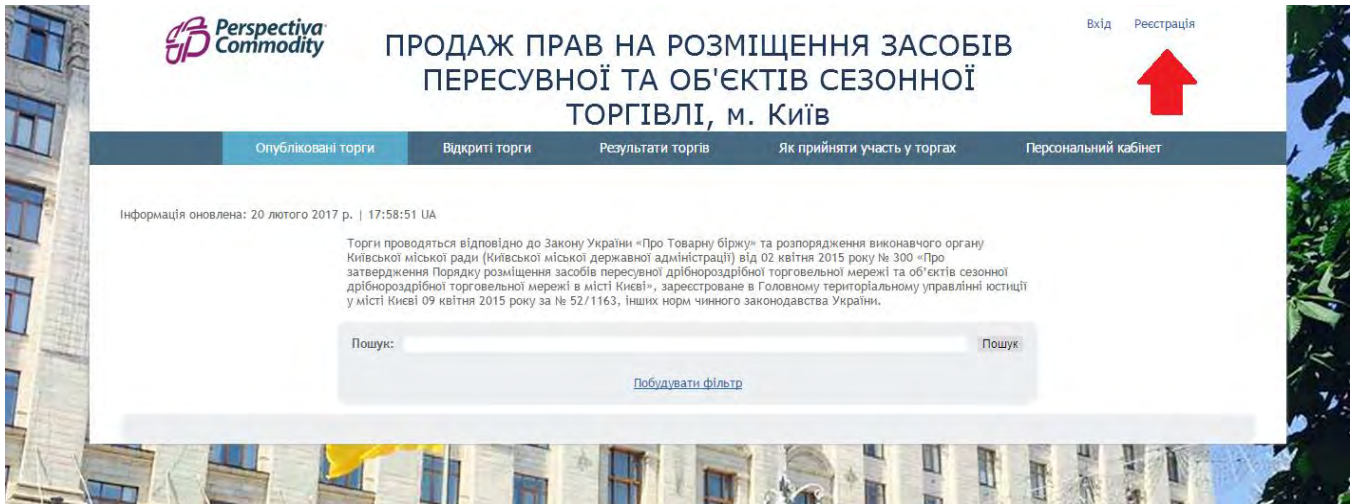 Perspectiva
Commodity
Вхід Реєстрація
ПРОДАЖ ПРАВ НА РОЗМІЩЕННЯ ЗАСОБІВ
ПЕРЕСУВНОЇ ТА ОБ'ЄКТІВ СЕЗОННОЇ
ТОРГІВЛІ, м. Київ
Опубліковані торги Відкриті торги Результати торгів Як прийняти участь у торгах Персональний кабінет
Інформація оновлена: 20 лютого 2017 р. | 17:58:51 UA
Торги проводяться відповідно до Закону України «Про Товарну біржу» та розпорядження виконавчого органу
Київської міської ради (Київської міської державної адміністрації) від 02 квітня 2015 року № 300 «Про
затвердження Порядку розміщення засобів пересувної дрібнороздрібної торговельної мережі та об'єктів сезонної
дрібнороздрібної торговельної мережі в місті Києві», зареєстроване в Головному територіальному управлінні юстиції
у місті Києві 09 квітня 2015 року за № 52/1163, інших норм чинного законодавства України.
Пошук: Пошук
Побудувати фільтр